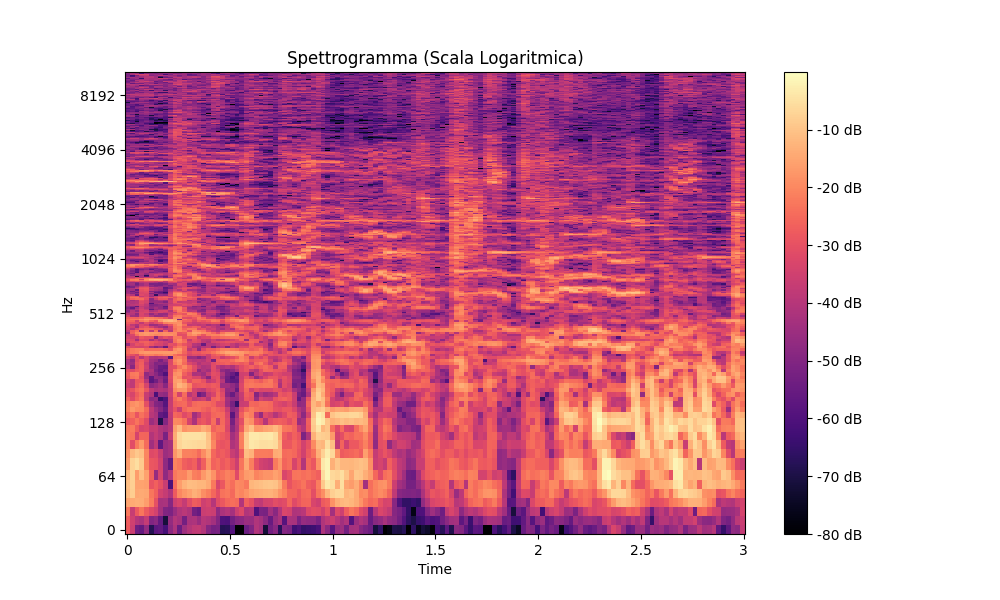 Spettrogramma (Scala Logaritmica)
Hz
8192
4096
2048
1024
512
256
128
64
0
0
0.5
1
1.5
2
2.5
3
Time
-10 dB
-20 dB
-30 dB
-40 dB
-50 dB
-60 dB
-70 dB
-80 dB